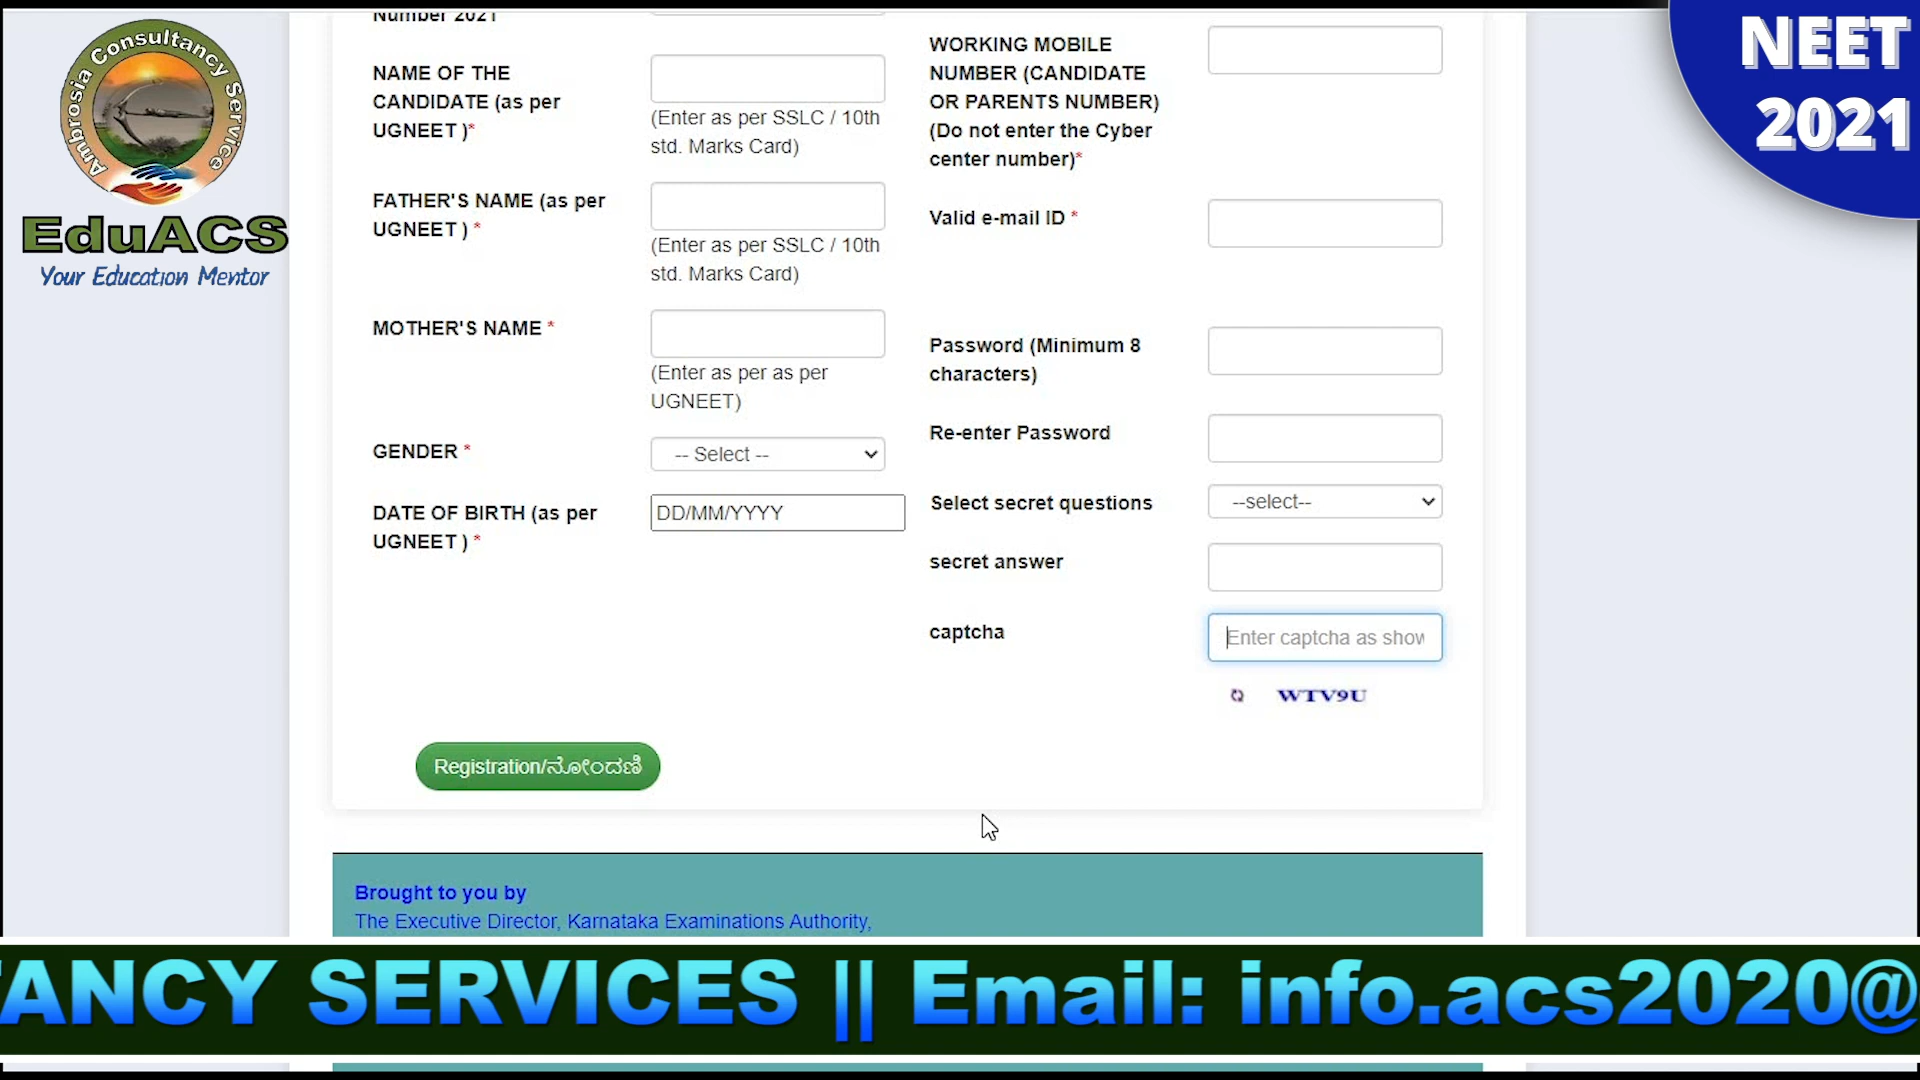 Ambrosia Consultancy Service
EduACS
Your Education Mentor
NEET
2021
Number 2021
NAME OF THE
CANDIDATE (as per
UGNEET )*
(Enter as per SSLC / 10th
std. Marks Card)
FATHER'S NAME (as per
UGNEET ) *
(Enter as per SSLC / 10th
std. Marks Card)
MOTHER'S NAME *
(Enter as per as per
UGNEET)
GENDER *
-- Select --
DATE OF BIRTH (as per
UGNEET ) *
DD/MM/YYYY
WORKING MOBILE
NUMBER (CANDIDATE
OR PARENTS NUMBER)
(Do not enter the Cyber
center number)*
Valid e-mail ID *
Password (Minimum 8
characters)
Re-enter Password
Select secret questions
--select--
secret answer
captcha
Enter captcha as show
WTV9U
Registration/ನೋಂದಣಿ
Brought to you by
The Executive Director, Karnataka Examinations Authority,
TANCY SERVICES || Email: info.acs2020@